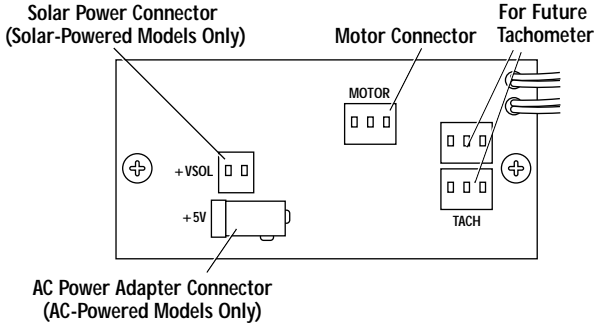 Solar Power Connector
(Solar-Powered Models Only)
Motor Connector
For Future
Tachometer
MOTOR
+VSOL
+5V
TACH
AC Power Adapter Connector
(AC-Powered Models Only)